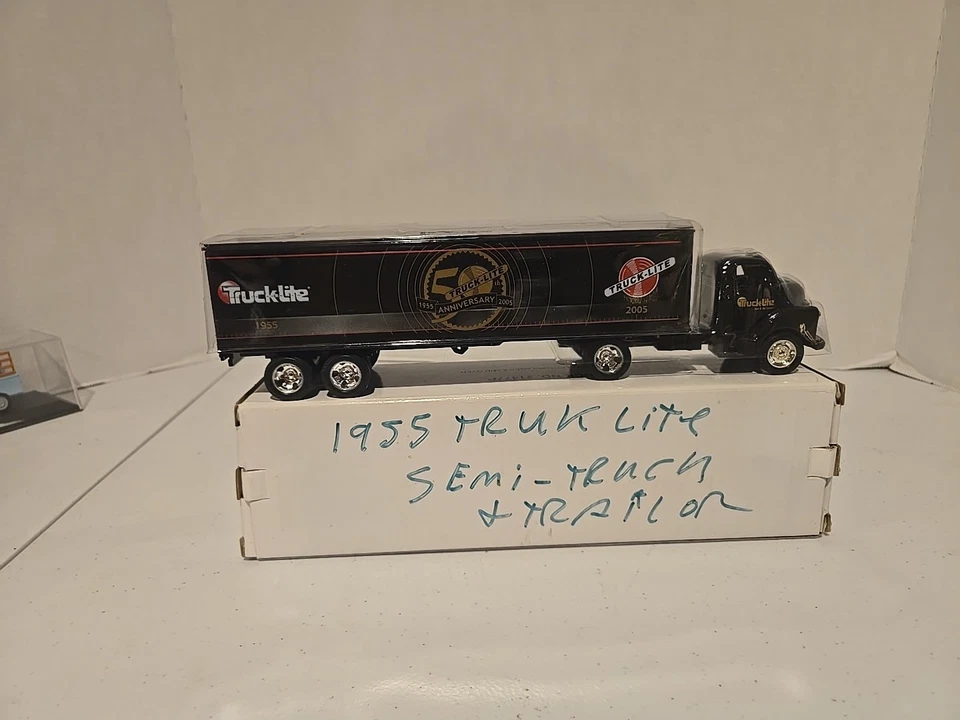 Truck-Lite
1955
50th
TRUCK-LITE
1955 ANNIVERSARY 2005
TRUCK-LITE
2005
Truck-Lite
1955 TRUK LiTe
SEMi-TRUCK
+ TRAiLOR